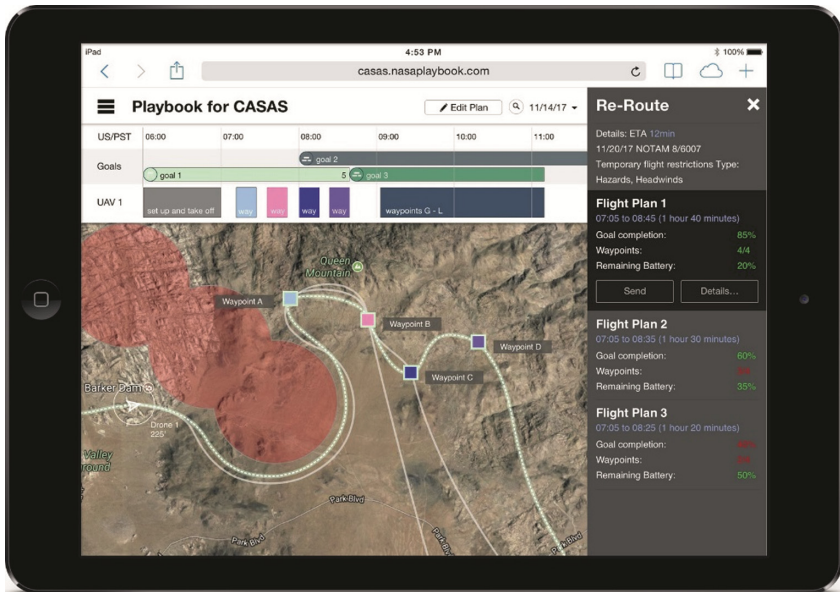 iPad 4:53 PM 100%
casas.nasaplaybook.com
Playbook for CASAS Edit Plan 11/14/17
US/PST 06:00 07:00 08:00 09:00 10:00 11:00
Goals
goal 2
goal 1 5 goal 3
UAV 1
set up and take off way way way way waypoints G - L
Queen
Mountain
Waypoint A
Waypoint B
Waypoint D
Waypoint C
Barker Dam
Drone 1
225'
Valley
Park Blvd
Park Blvd
Park Blvd
Park Blvd
Re-Route
Details: ETA 12min
11/20/17 NOTAM 8/6007
Temporary flight restrictions Type:
Hazards, Headwinds
Flight Plan 1
07:05 to 08:45 (1 hour 40 minutes)
Goal completion: 85%
Waypoints: 4/4
Remaining Battery: 20%
Send Details...
Flight Plan 2
07:05 to 08:35 (1 hour 30 minutes)
Goal completion: 60%
Waypoints:
Remaining Battery: 35%
Flight Plan 3
07:05 to 08:25 (1 hour 20 minutes)
Goal completion:
Waypoints:
Remaining Battery: 50%